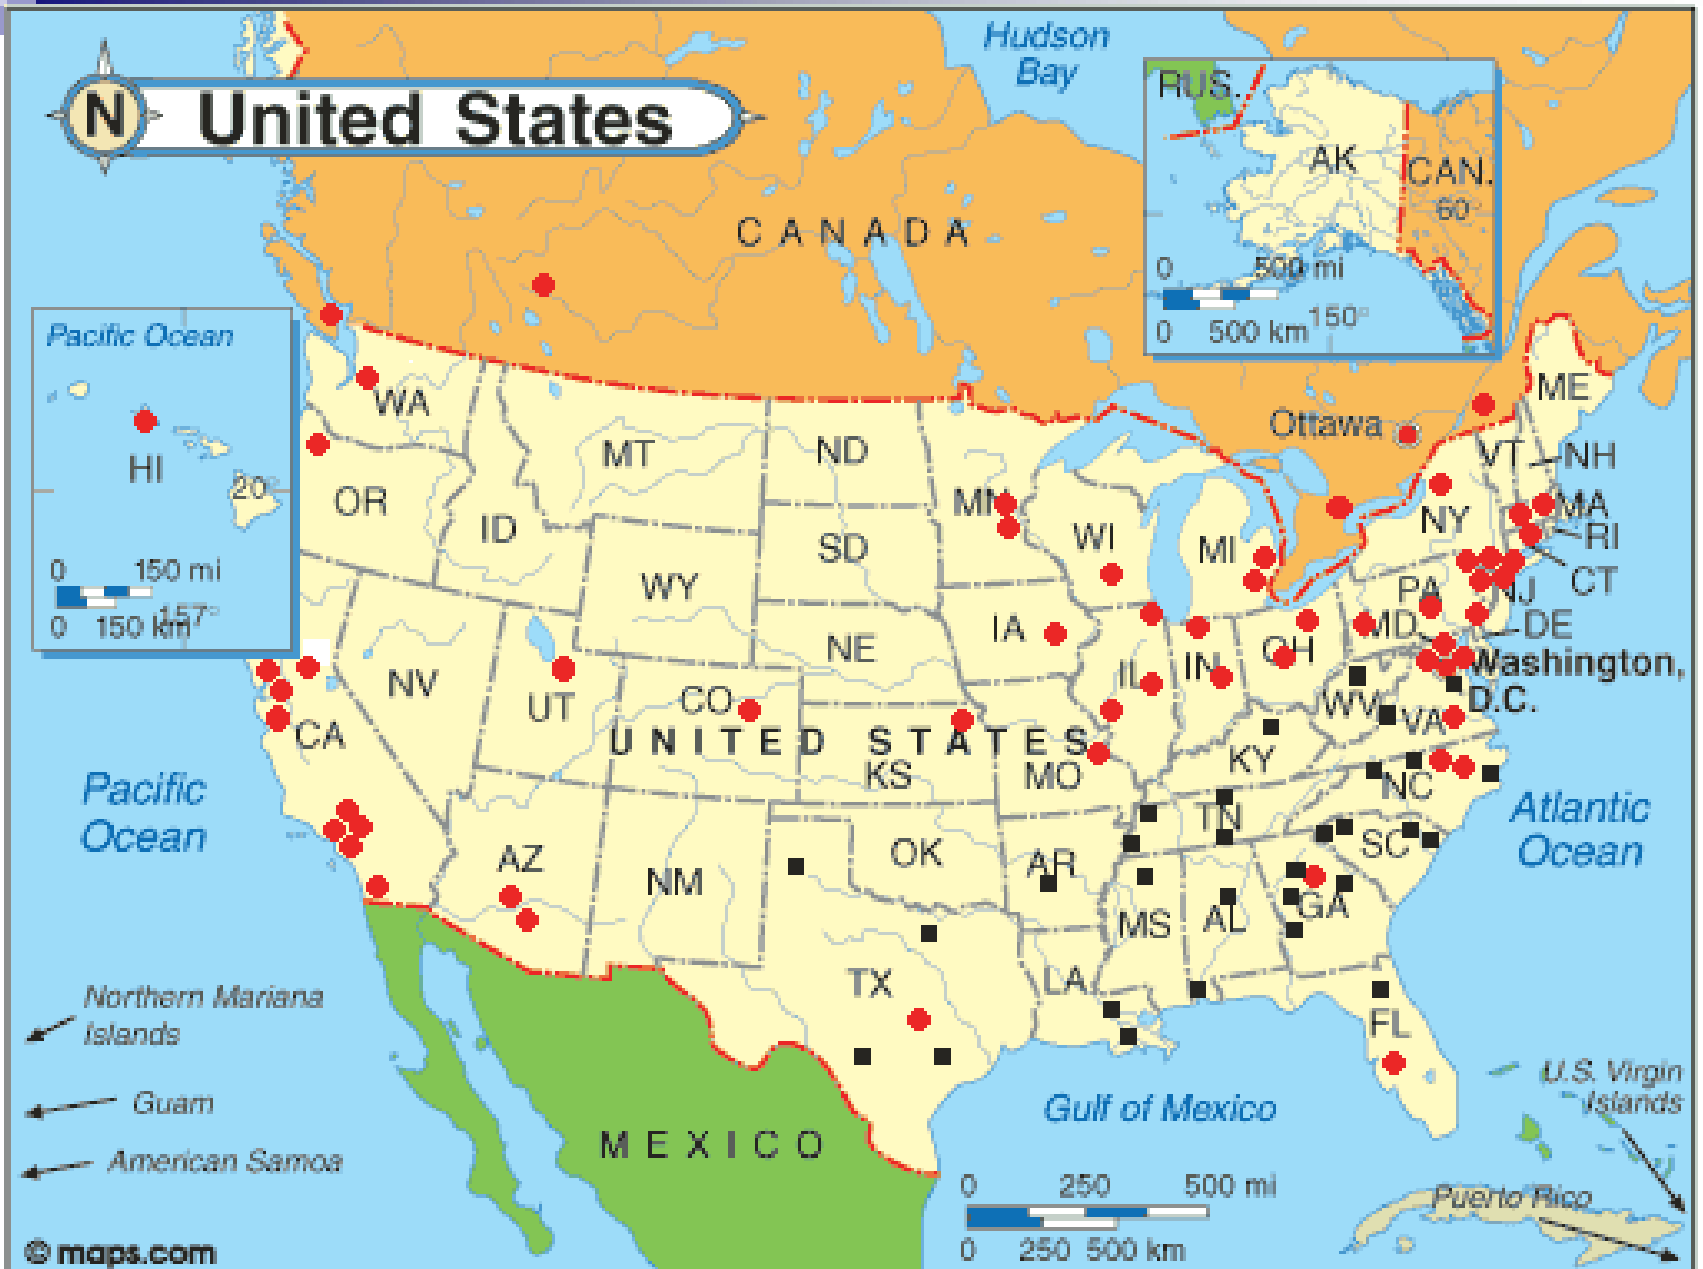 Hudson
Bay
N
United States
RUS.
AK
CAN.
60°
0 500 mi
0 500 km
150°
CANADA
Pacific Ocean
HI
20°
0 150 mi
0 150 km
157°
WA
OR
ID
MT
ND
SD
MN
WI
MI
Ottawa
ME
VT
NH
MA
RI
CT
NY
PA
NJ
DE
MD
Washington,
D.C.
WY
NE
IA
IL
IN
OH
WV
VA
NV
UT
CO
CA
UNITED STATES
KS
MO
KY
NC
TN
SC
AZ
NM
OK
AR
MS
AL
GA
TX
LA
FL
Pacific
Ocean
Atlantic
Ocean
Northern Mariana
Islands
Guam
American Samoa
MEXICO
Gulf of Mexico
U.S. Virgin
Islands
Puerto Rico
0 250 500 mi
0 250 500 km
© maps.com